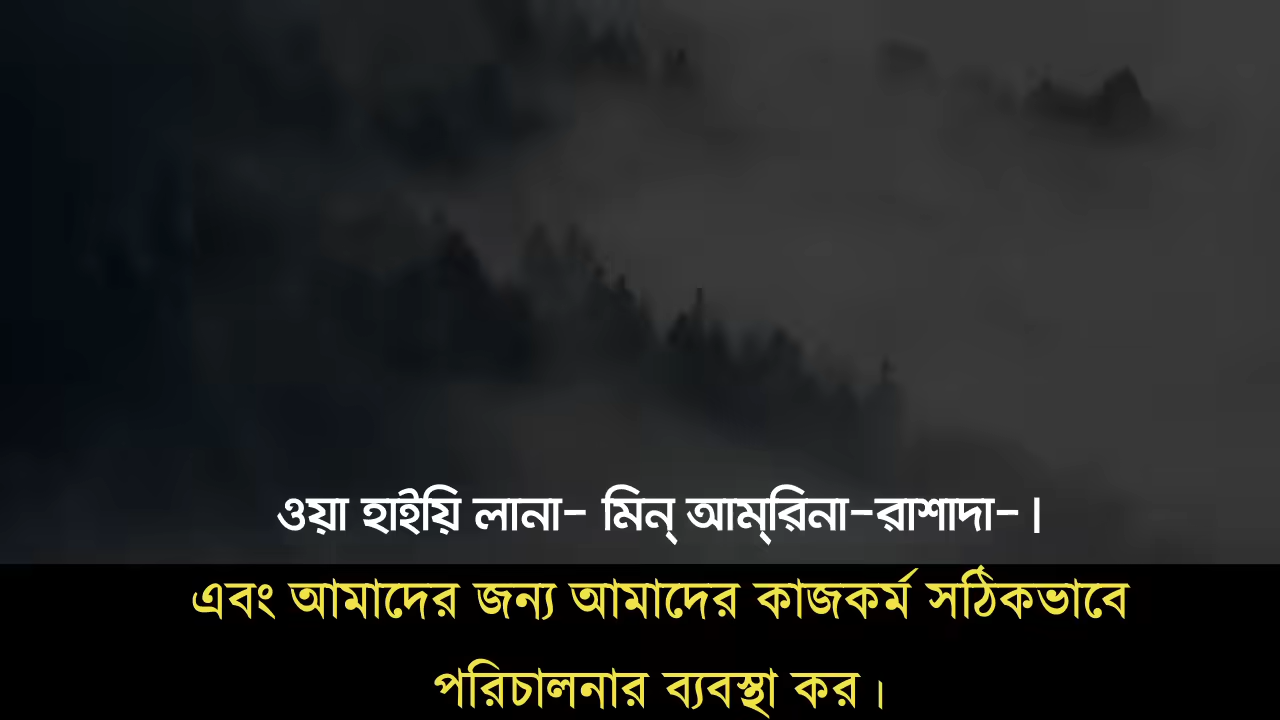 ওয়া হাইয়ি লানা- মিন্ আম্‌রিনা-রাশাদা-।
এবং আমাদের জন্য আমাদের কাজকর্ম সঠিকভাবে
পরিচালনার ব্যবস্থা কর।